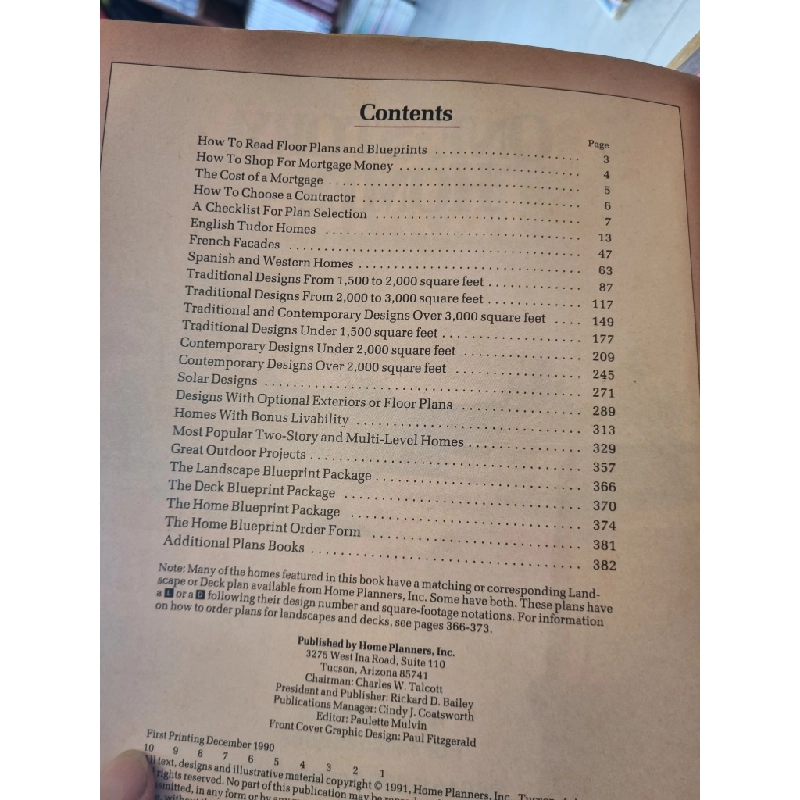 Contents
Page
How To Read Floor Plans and Blueprints 3
How To Shop For Mortgage Money 4
The Cost of a Mortgage 5
How To Choose a Contractor 6
A Checklist For Plan Selection 7
English Tudor Homes 13
French Facades 47
Spanish and Western Homes 63
Traditional Designs From 1,500 to 2,000 square feet 87
Traditional Designs From 2,000 to 3,000 square feet 117
Traditional and Contemporary Designs Over 3,000 square feet 149
Traditional Designs Under 1,500 square feet 177
Contemporary Designs Under 2,000 square feet 209
Contemporary Designs Over 2,000 square feet 245
Solar Designs 271
Designs With Optional Exteriors or Floor Plans 289
Homes With Bonus Livability 313
Most Popular Two-Story and Multi-Level Homes 329
Great Outdoor Projects 357
The Landscape Blueprint Package 366
The Deck Blueprint Package 370
The Home Blueprint Package 374
The Home Blueprint Order Form 381
Additional Plans Books 382
Note: Many of the homes featured in this book have a matching or corresponding Land-
scape or Deck plan available from Home Planners, Inc. Some have both. These plans have
a L or a D following their design number and square-footage notations. For information
on how to order plans for landscapes and decks, see pages 366-373.
Published by Home Planners, Inc.
3275 West Ina Road, Suite 110
Tucson, Arizona 85741
Chairman: Charles W. Talcott
President and Publisher: Rickard D. Bailey
Publications Manager: Cindy J. Coatsworth
Editor: Paulette Mulvin
Front Cover Graphic Design: Paul Fitzgerald
First Printing December 1990
10 9 8 7 6 5 4 3 2 1
All text, designs and illustrative material copyright © 1991, Home Planners, Inc.,
rights reserved. No part of this publication may be
in any form or by